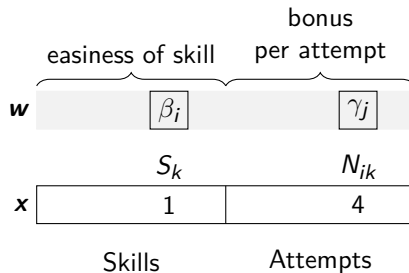 bonus
easiness of skill per attempt
w βᵢ γⱼ
Sₖ Nᵢₖ
x 1 4
Skills Attempts